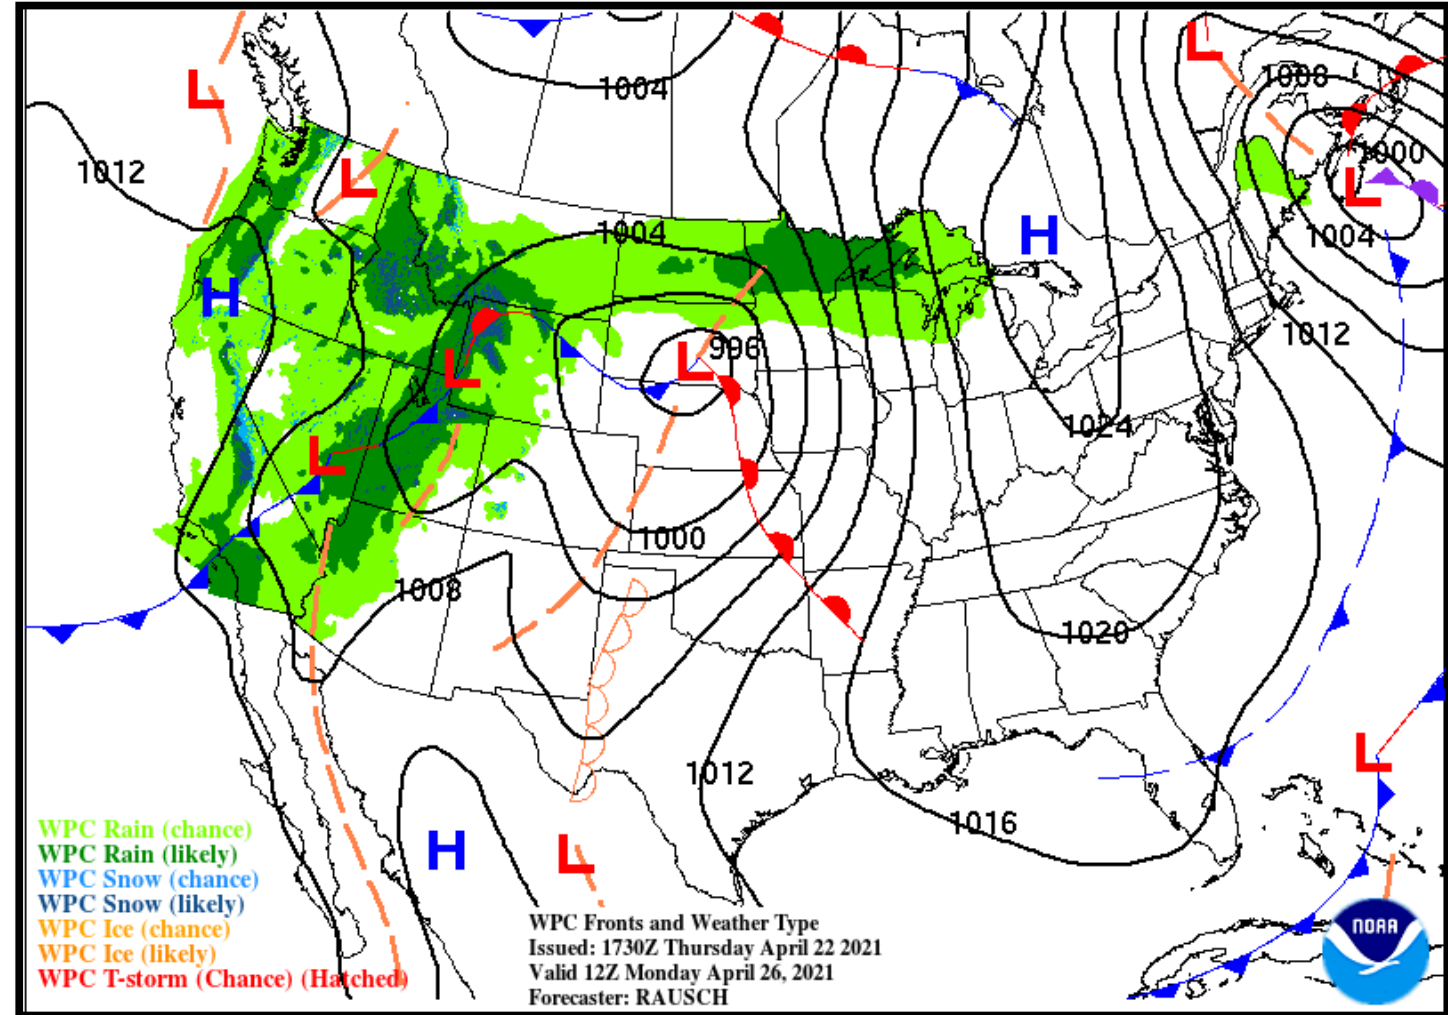 L
1008
1004
L
1000
1012
L
L
1004
H
1004
H
1012
996
L
L
1024
L
1000
1008
1020
L
1012
1016
H
L
WPC Rain (chance)
WPC Rain (likely)
WPC Snow (chance)
WPC Snow (likely)
WPC Ice (chance)
WPC Ice (likely)
WPC T-storm (Chance) (Hatched)
WPC Fronts and Weather Type
Issued: 1730Z Thursday April 22 2021
Valid 12Z Monday April 26, 2021
Forecaster: RAUSCH
NOAA